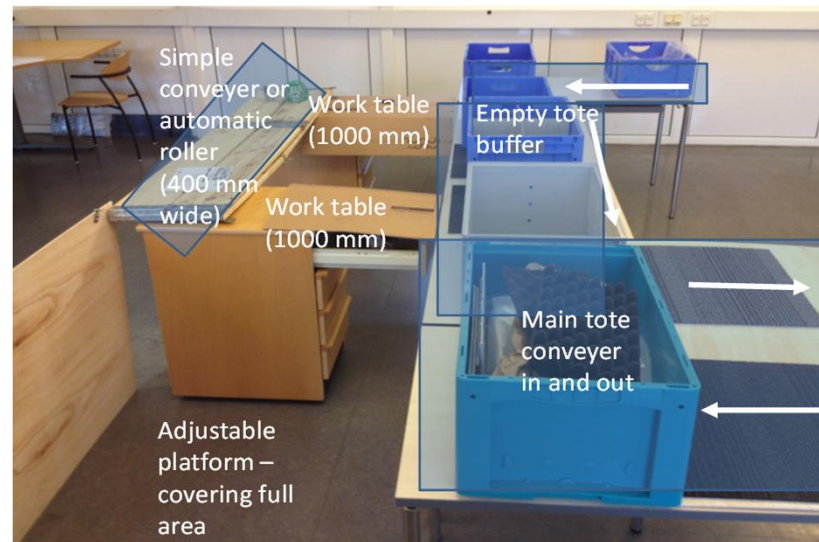 Simple
conveyer or
automatic
roller
(400 mm
wide)
Work table
(1000 mm)
Work table
(1000 mm)
Empty tote
buffer
Main tote
conveyer
in and out
Adjustable
platform –
covering full
area